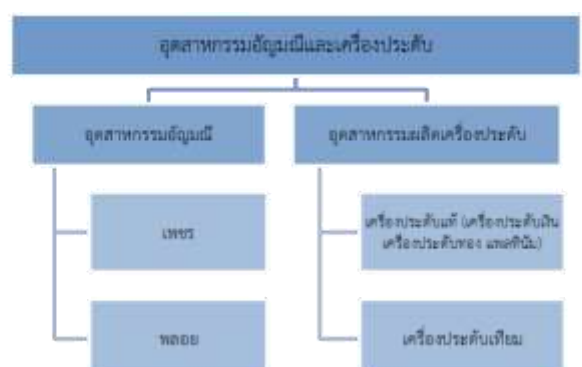 อุตสาหกรรมอัญมณีและเครื่องประดับ
อุตสาหกรรมอัญมณี
อุตสาหกรรมผลิตเครื่องประดับ
เพชร
เครื่องประดับแท้ (เครื่องประดับเงิน
เครื่องประดับทอง แพลทินัม)
พลอย
เครื่องประดับเทียม